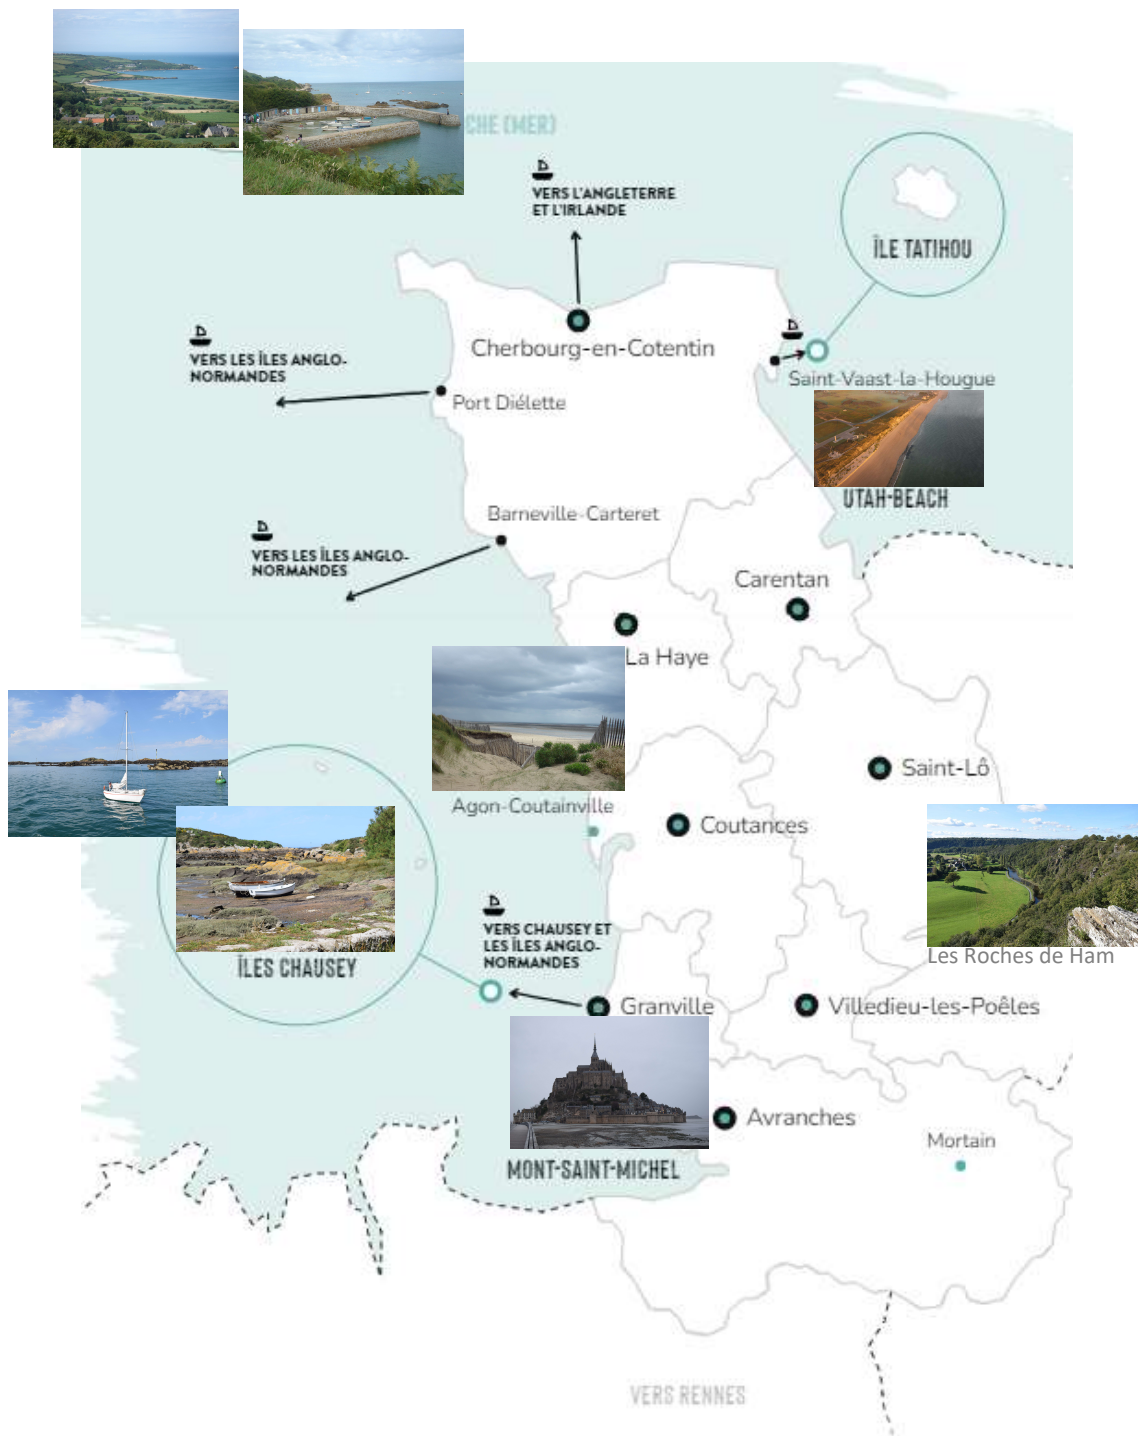 CHE (MER)
VERS L'ANGLETERRE
ET L'IRLANDE
ÎLE TATIHOU
Cherbourg-en-Cotentin
VERS LES ÎLES ANGLO-
NORMANDES
Saint-Vaast-la-Hougue
Port Diélette
UTAH-BEACH
Barneville-Carteret
VERS LES ÎLES ANGLO-
NORMANDES
Carentan
La Haye
Saint-Lô
Agon-Coutainville
Coutances
VERS CHAUSEY ET
LES ÎLES ANGLO-
NORMANDES
Les Roches de Ham
ÎLES CHAUSEY
Granville
Villedieu-les-Poêles
Avranches
Mortain
MONT-SAINT-MICHEL
VERS RENNES